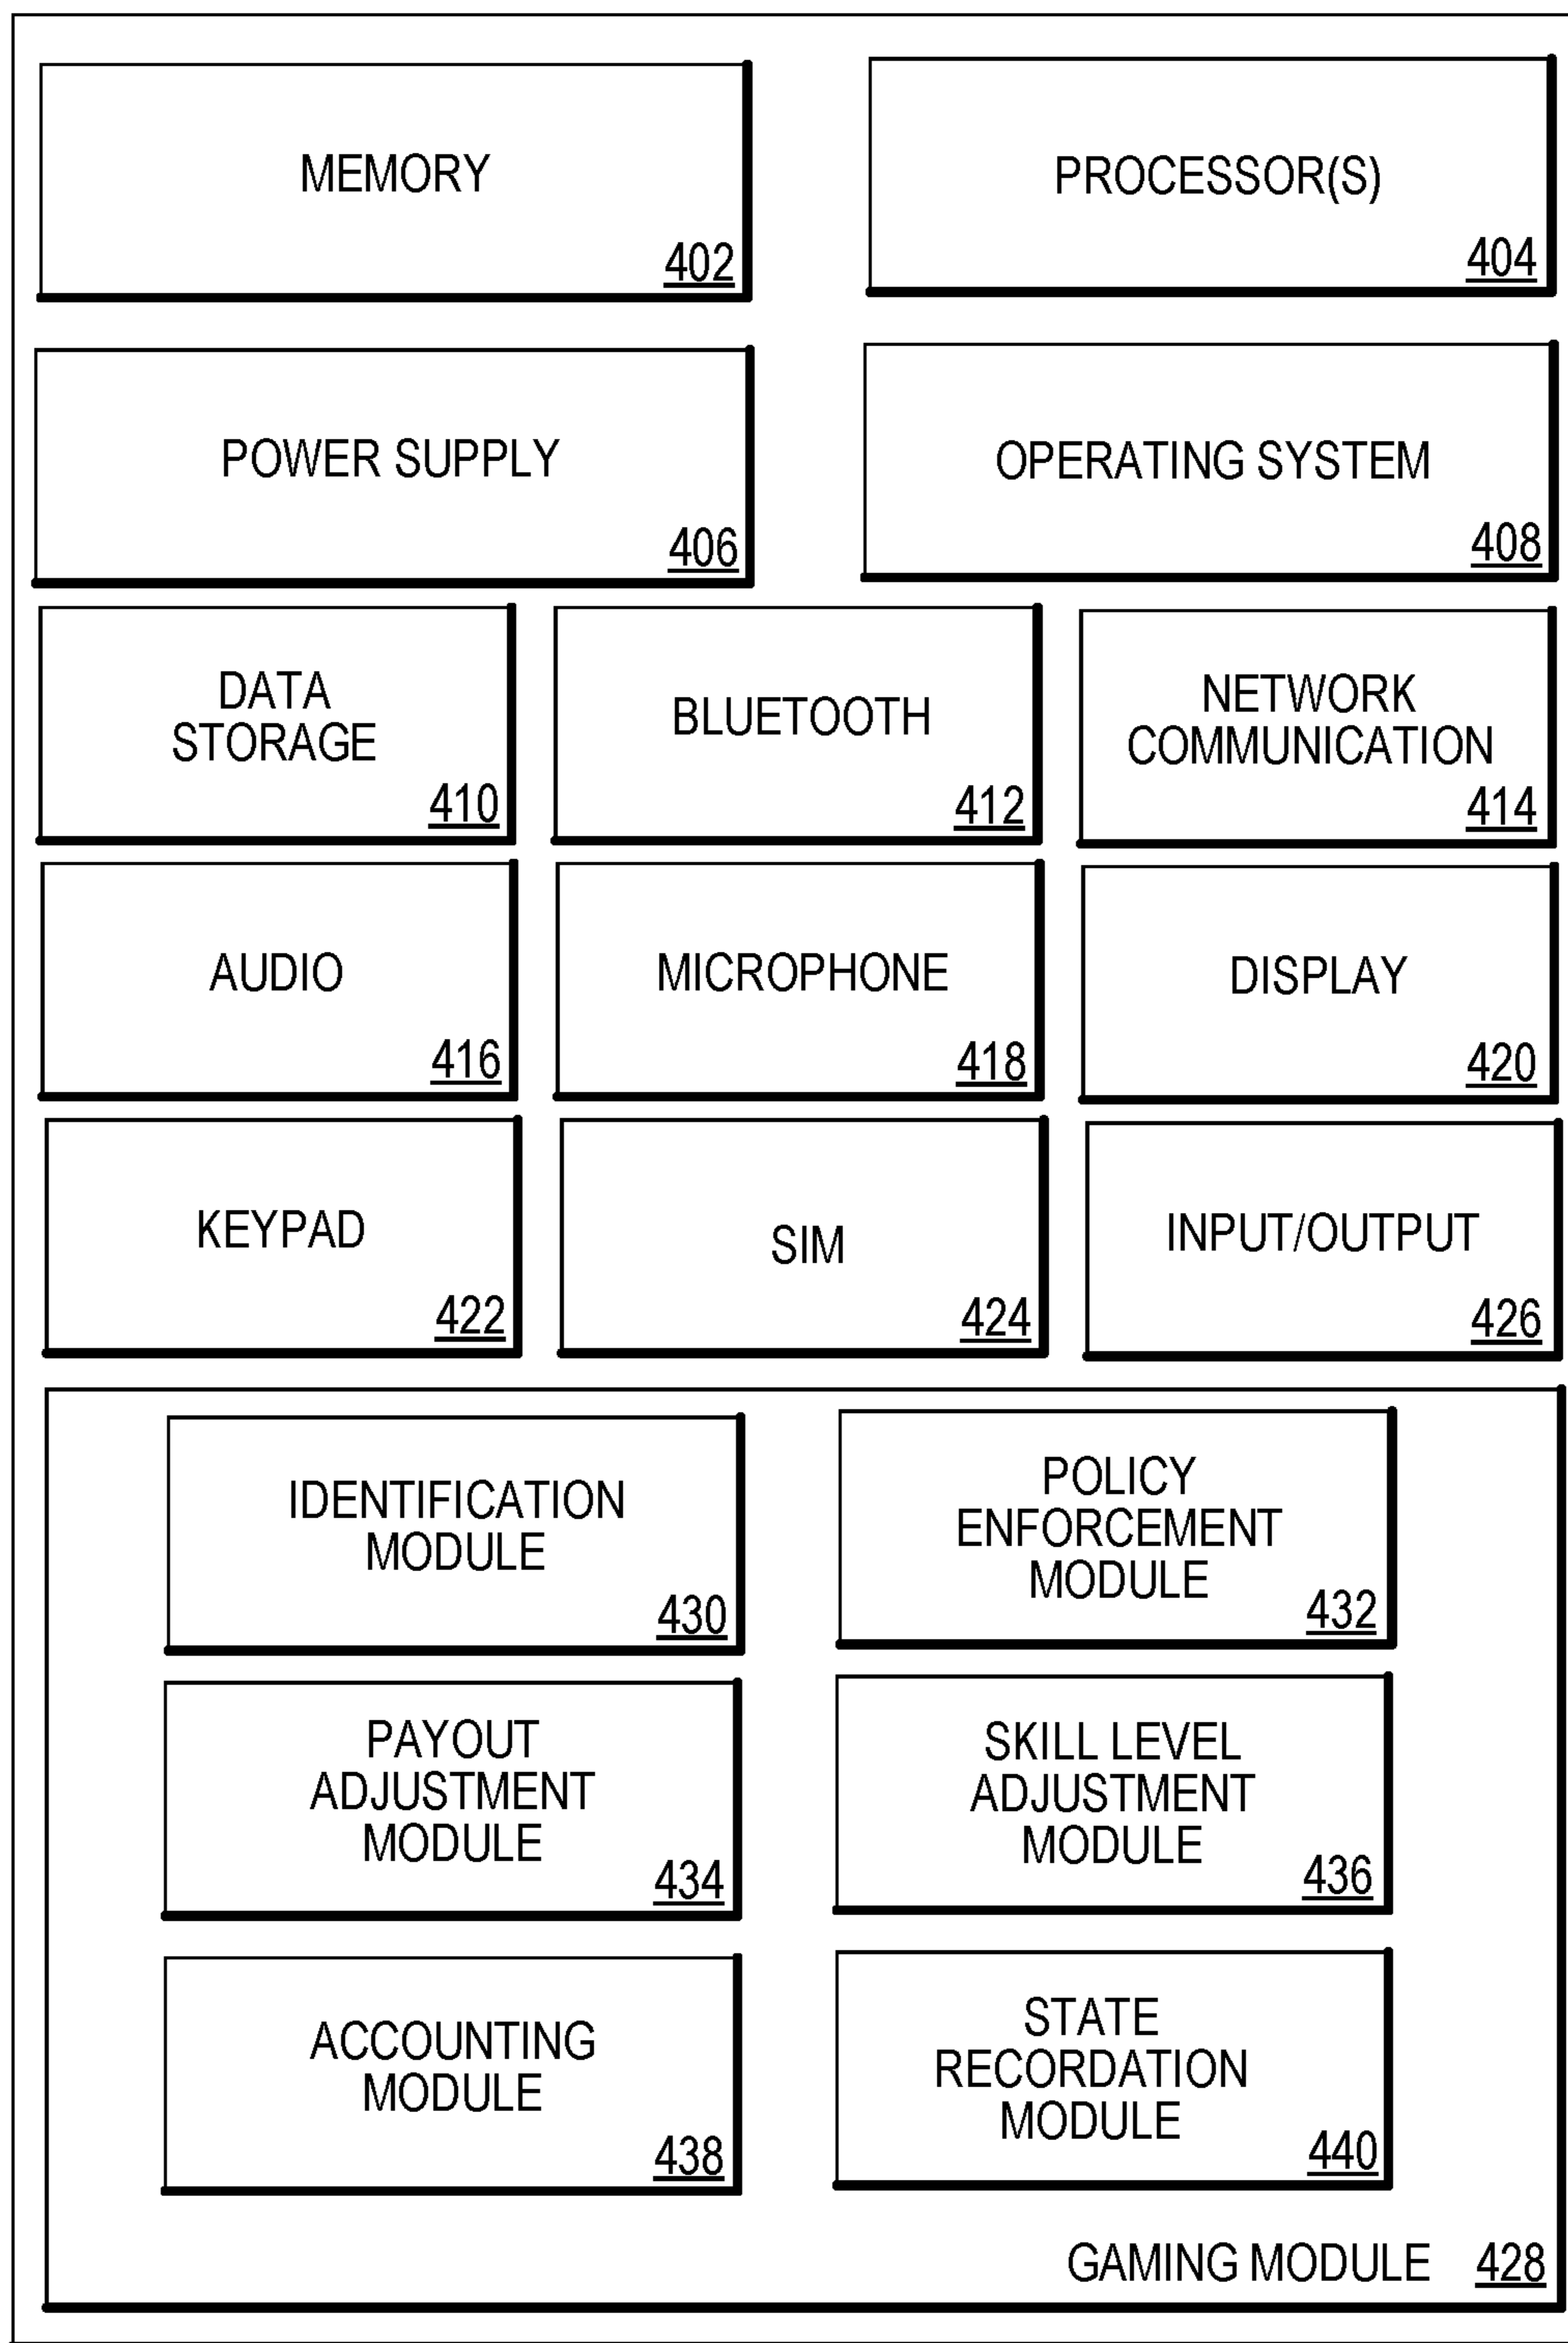 MEMORY
402
PROCESSOR(S)
404
POWER SUPPLY
406
OPERATING SYSTEM
408
DATA
STORAGE
410
BLUETOOTH
412
NETWORK
COMMUNICATION
414
AUDIO
416
MICROPHONE
418
DISPLAY
420
KEYPAD
422
SIM
424
INPUT/OUTPUT
426
IDENTIFICATION
MODULE
430
POLICY
ENFORCEMENT
MODULE
432
PAYOUT
ADJUSTMENT
MODULE
434
SKILL LEVEL
ADJUSTMENT
MODULE
436
ACCOUNTING
MODULE
438
STATE
RECORDATION
MODULE
440
GAMING MODULE 428